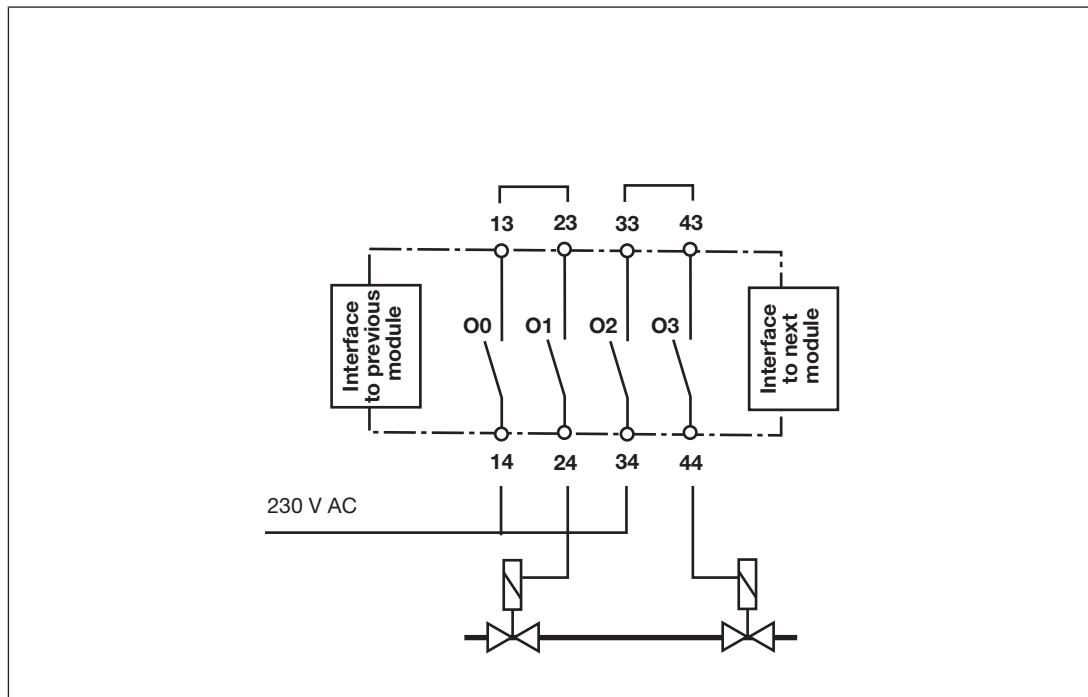 13 23 33 43
Interface
to previous
module
O0 O1 O2 O3
Interface
to next
module
14 24 34 44
230 V AC